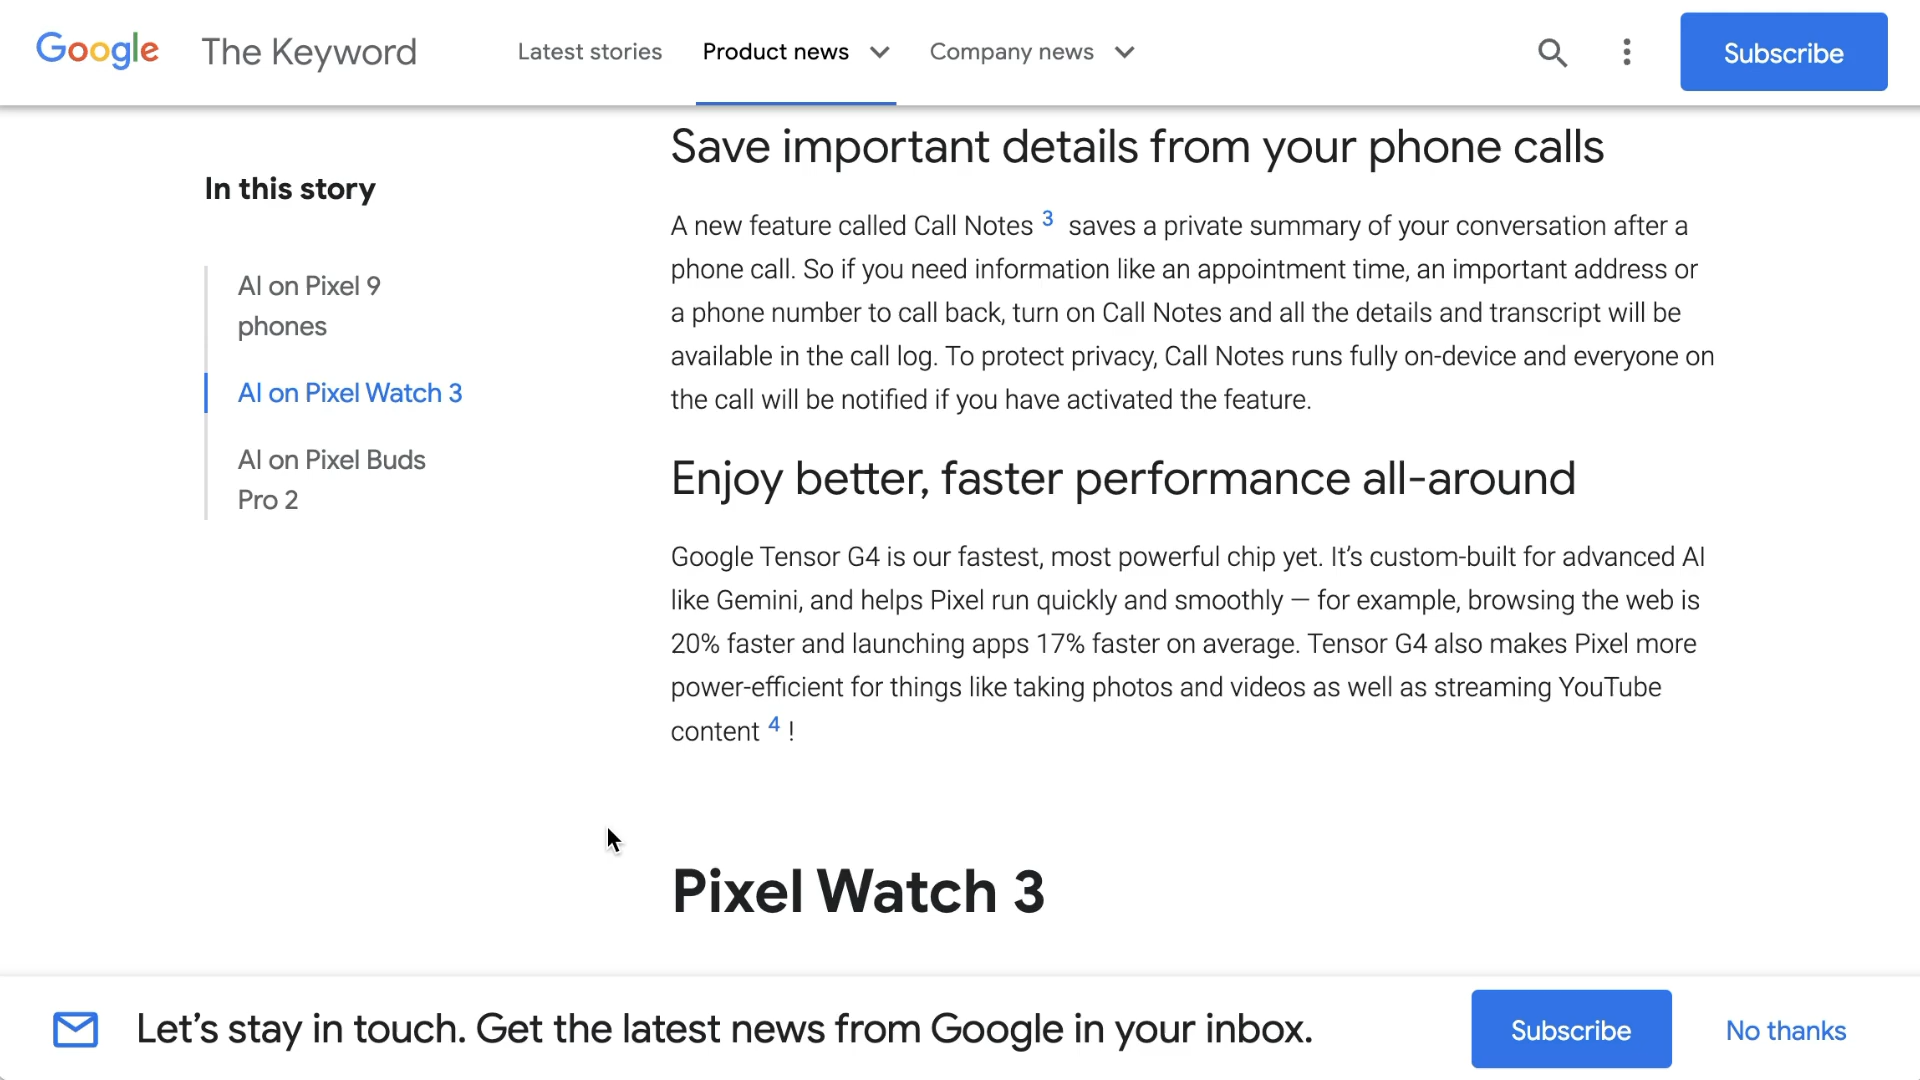 Google The Keyword Latest stories Product news Company news Subscribe
In this story
AI on Pixel 9
phones
AI on Pixel Watch 3
AI on Pixel Buds
Pro 2
Save important details from your phone calls
A new feature called Call Notes 3 saves a private summary of your conversation after a
phone call. So if you need information like an appointment time, an important address or
a phone number to call back, turn on Call Notes and all the details and transcript will be
available in the call log. To protect privacy, Call Notes runs fully on-device and everyone on
the call will be notified if you have activated the feature.
Enjoy better, faster performance all-around
Google Tensor G4 is our fastest, most powerful chip yet. It’s custom-built for advanced AI
like Gemini, and helps Pixel run quickly and smoothly — for example, browsing the web is
20% faster and launching apps 17% faster on average. Tensor G4 also makes Pixel more
power-efficient for things like taking photos and videos as well as streaming YouTube
content 4 !
Pixel Watch 3
Let’s stay in touch. Get the latest news from Google in your inbox. Subscribe No thanks